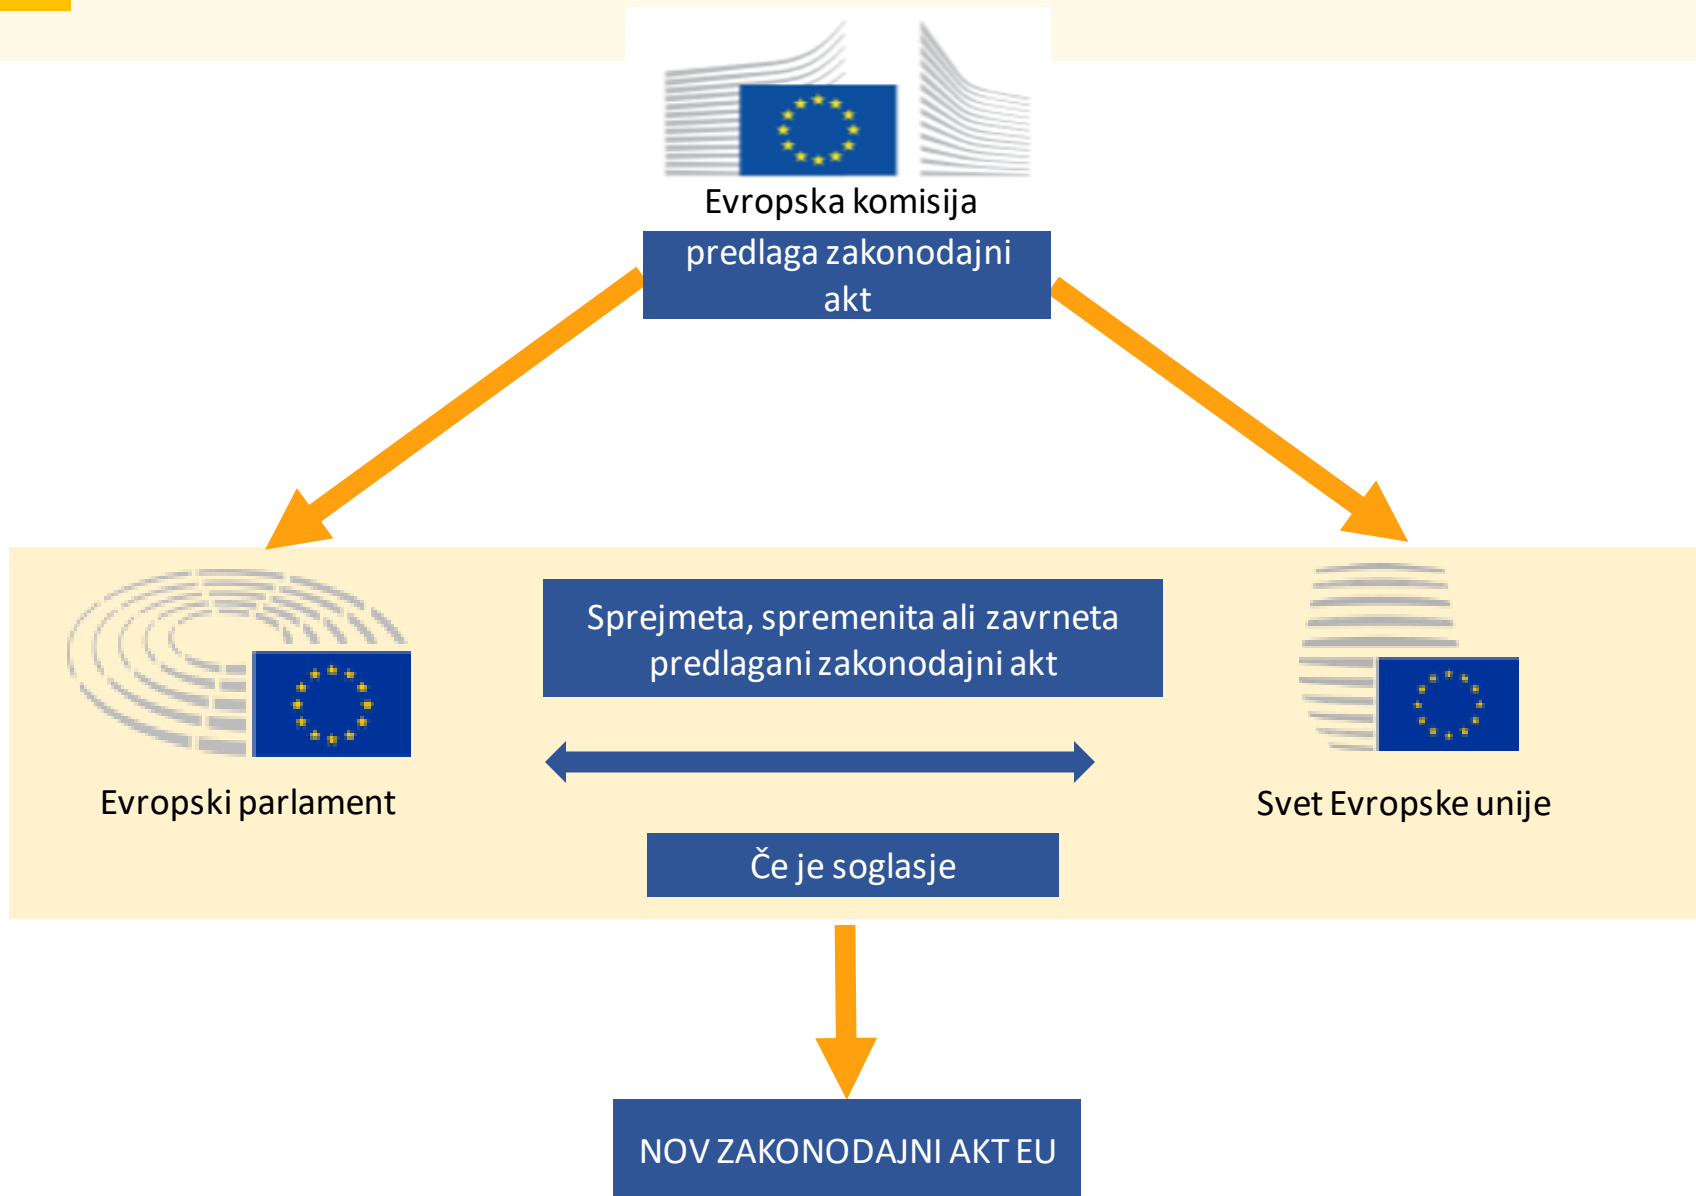 Evropska komisija
predlaga zakonodajni
akt
Sprejmeta, spremenita ali zavrneta
predlagani zakonodajni akt
Evropski parlament
Svet Evropske unije
Če je soglasje
NOV ZAKONODAJNI AKT EU